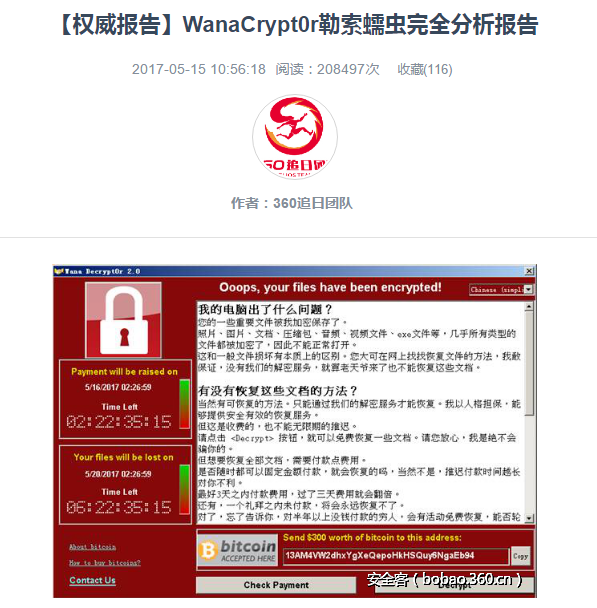 【权威报告】WanaCrypt0r勒索蠕虫完全分析报告
2017-05-15 10:56:18 阅读：208497次 收藏(116)
作者：360追日团队
Wana Decrypt0r 2.0
Ooops, your files have been encrypted!
Chinese (simpl
我的电脑出了什么问题？
您的一些重要文件被我加密保存了。
照片、图片、文档、压缩包、音频、视频文件、exe文件等，几乎所有类型的
文件都被加密了，因此不能正常打开。
这和一般文件损坏有本质上的区别。您大可在网上找找恢复文件的方法，我敢
保证，没有我们的解密服务，就算老天爷来了也不能恢复这些文档。
有没有恢复这些文档的方法？
当然有可恢复的方法。只能通过我们的解密服务才能恢复。我以人格担保，能
够提供安全有效的恢复服务。
但这是收费的，也不能无限期的推迟。
请点击 <Decrypt> 按钮，就可以免费恢复一些文档。请您放心，我是绝不会
骗你的。
但想要恢复全部文档，需要付款点费用。
是否随时都可以固定金额付款，就会恢复的吗，当然不是，推迟付款时间越长
对你不利。
最好3天之内付款费用，过了三天费用就会翻倍。
还有，一个礼拜之内未付款，将会永远恢复不了。
对了，忘了告诉你，对半年以上没钱付款的穷人，会有活动免费恢复，能否轮
Payment will be raised on
5/16/2017 02:26:59
Time Left
02:22:35:15
Your files will be lost on
5/20/2017 02:26:59
Time Left
06:22:35:15
About bitcoin
How to buy bitcoins?
Contact Us
bitcoin
ACCEPTED HERE
Send $300 worth of bitcoin to this address:
13AM4VW2dhxYgXeQepoHkHSQuy6NgaEb94
Copy
Check Payment
Decrypt
安全客（bobao.360.cn）